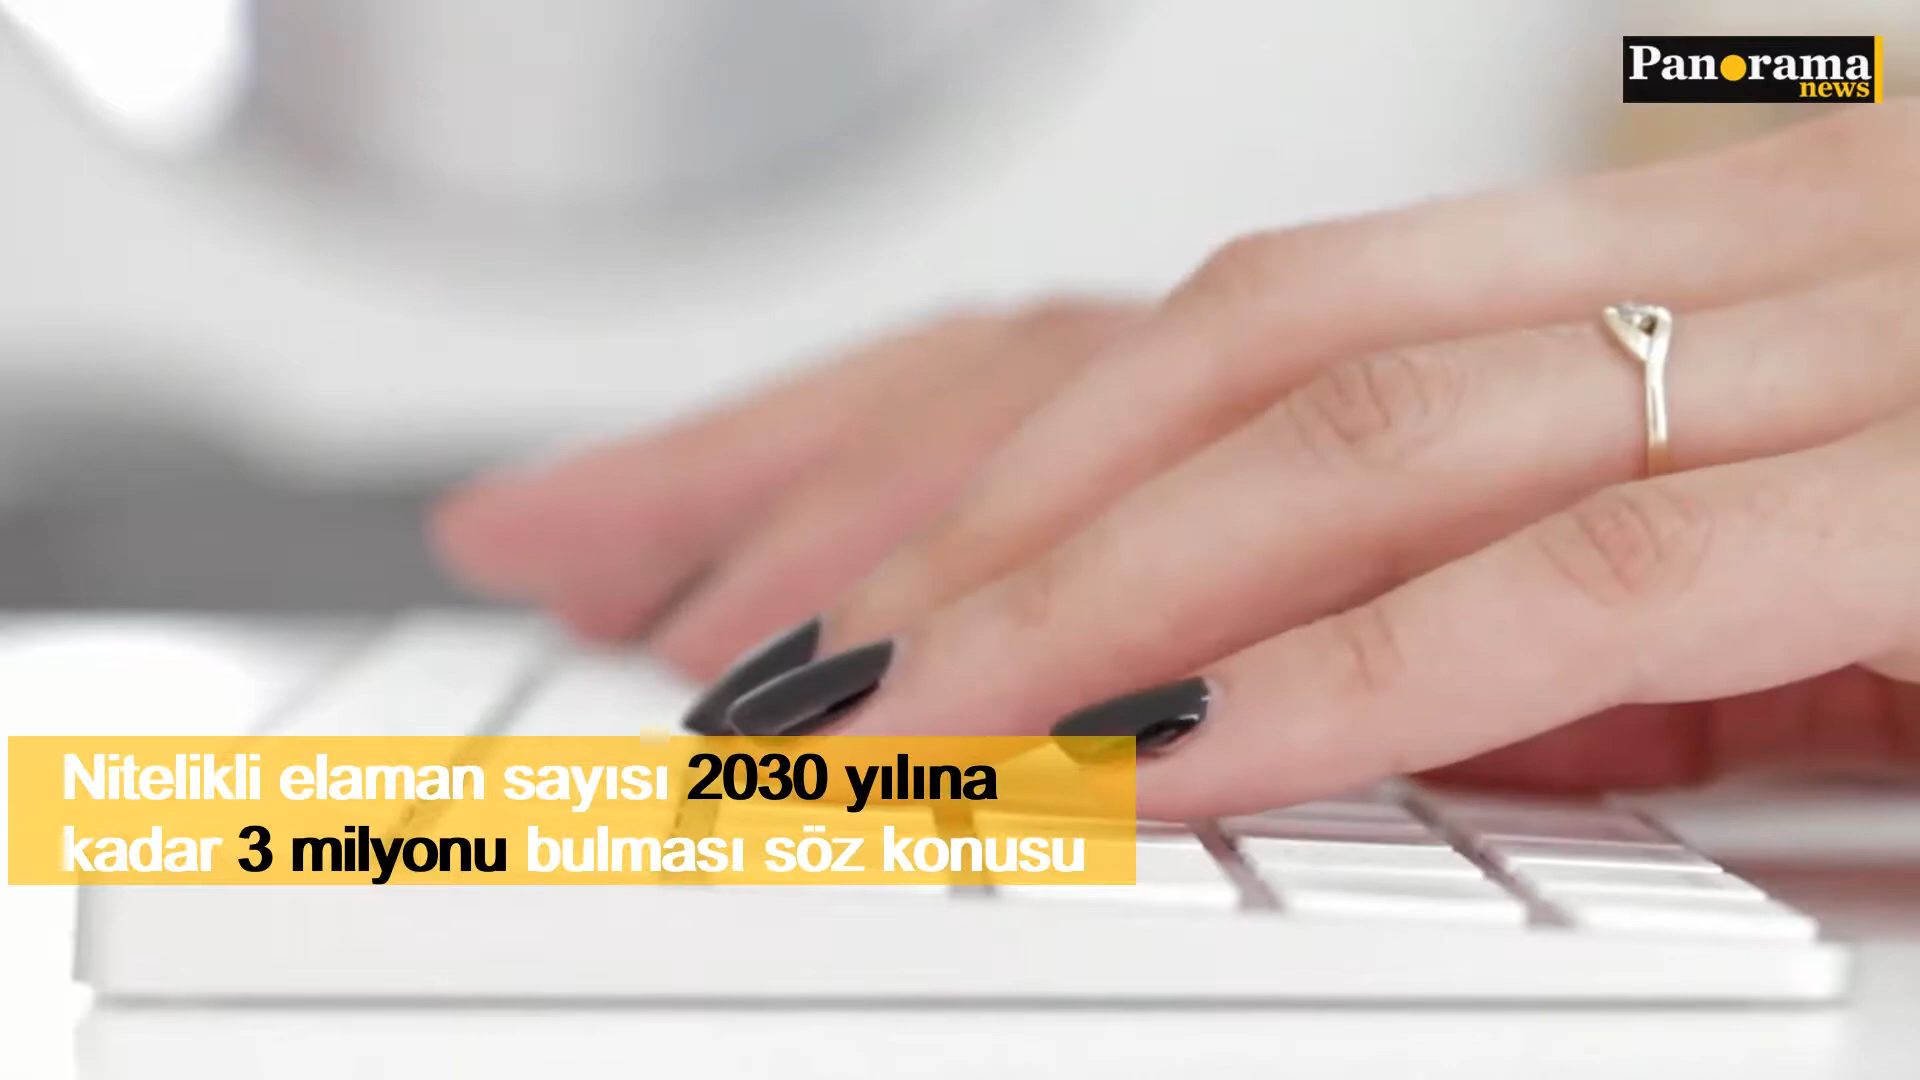 Panorama
news
Nitelikli elaman sayısı 2030 yılına
kadar 3 milyonu bulması söz konusu